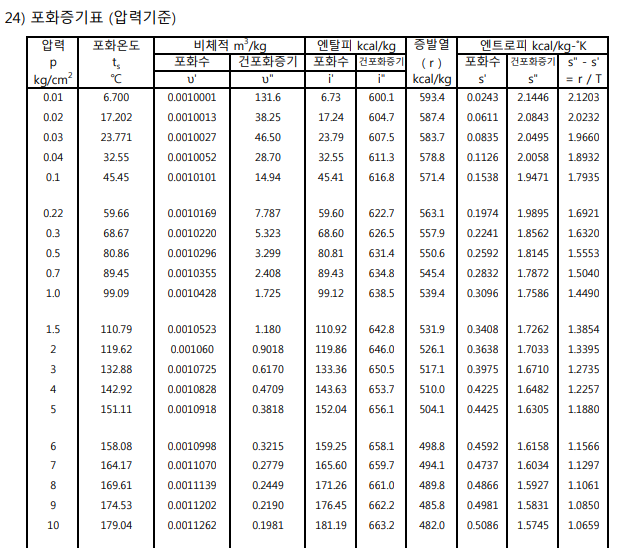 24) 포화증기표 (압력기준)
압력 포화온도 비체적 m³/kg 엔탈피 kcal/kg 증발열 엔트로피 kcal/kg-°K
p ts 포화수 건포화증기 포화수 건포화증기 ( r ) 포화수 건포화증기 s" - s'
kg/cm² ℃ υ' υ" i' i" kcal/kg s' s" = r / T
0.01 6.700 0.0010001 131.6 6.73 600.1 593.4 0.0243 2.1446 2.1203
0.02 17.202 0.0010013 38.25 17.24 604.7 587.4 0.0611 2.0843 2.0232
0.03 23.771 0.0010027 46.50 23.79 607.5 583.7 0.0835 2.0495 1.9660
0.04 32.55 0.0010052 28.70 32.55 611.3 578.8 0.1126 2.0058 1.8932
0.1 45.45 0.0010101 14.94 45.41 616.8 571.4 0.1538 1.9471 1.7935
0.22 59.66 0.0010169 7.787 59.60 622.7 563.1 0.1974 1.9895 1.6921
0.3 68.67 0.0010220 5.323 68.60 626.5 557.9 0.2241 1.8562 1.6320
0.5 80.86 0.0010296 3.299 80.81 631.4 550.6 0.2592 1.8145 1.5553
0.7 89.45 0.0010355 2.408 89.43 634.8 545.4 0.2832 1.7872 1.5040
1.0 99.09 0.0010428 1.725 99.12 638.5 539.4 0.3096 1.7586 1.4490
1.5 110.79 0.0010523 1.180 110.92 642.8 531.9 0.3408 1.7262 1.3854
2 119.62 0.001060 0.9018 119.86 646.0 526.1 0.3638 1.7033 1.3395
3 132.88 0.0010725 0.6170 133.36 650.5 517.1 0.3975 1.6710 1.2735
4 142.92 0.0010828 0.4709 143.63 653.7 510.0 0.4225 1.6482 1.2257
5 151.11 0.0010918 0.3818 152.04 656.1 504.1 0.4425 1.6305 1.1880
6 158.08 0.0010998 0.3215 159.25 658.1 498.8 0.4592 1.6158 1.1566
7 164.17 0.0011070 0.2779 165.60 659.7 494.1 0.4737 1.6034 1.1297
8 169.61 0.0011139 0.2449 171.26 661.0 489.8 0.4866 1.5927 1.1061
9 174.53 0.0011202 0.2190 176.45 662.2 485.8 0.4981 1.5831 1.0850
10 179.04 0.0011262 0.1981 181.19 663.2 482.0 0.5086 1.5745 1.0659